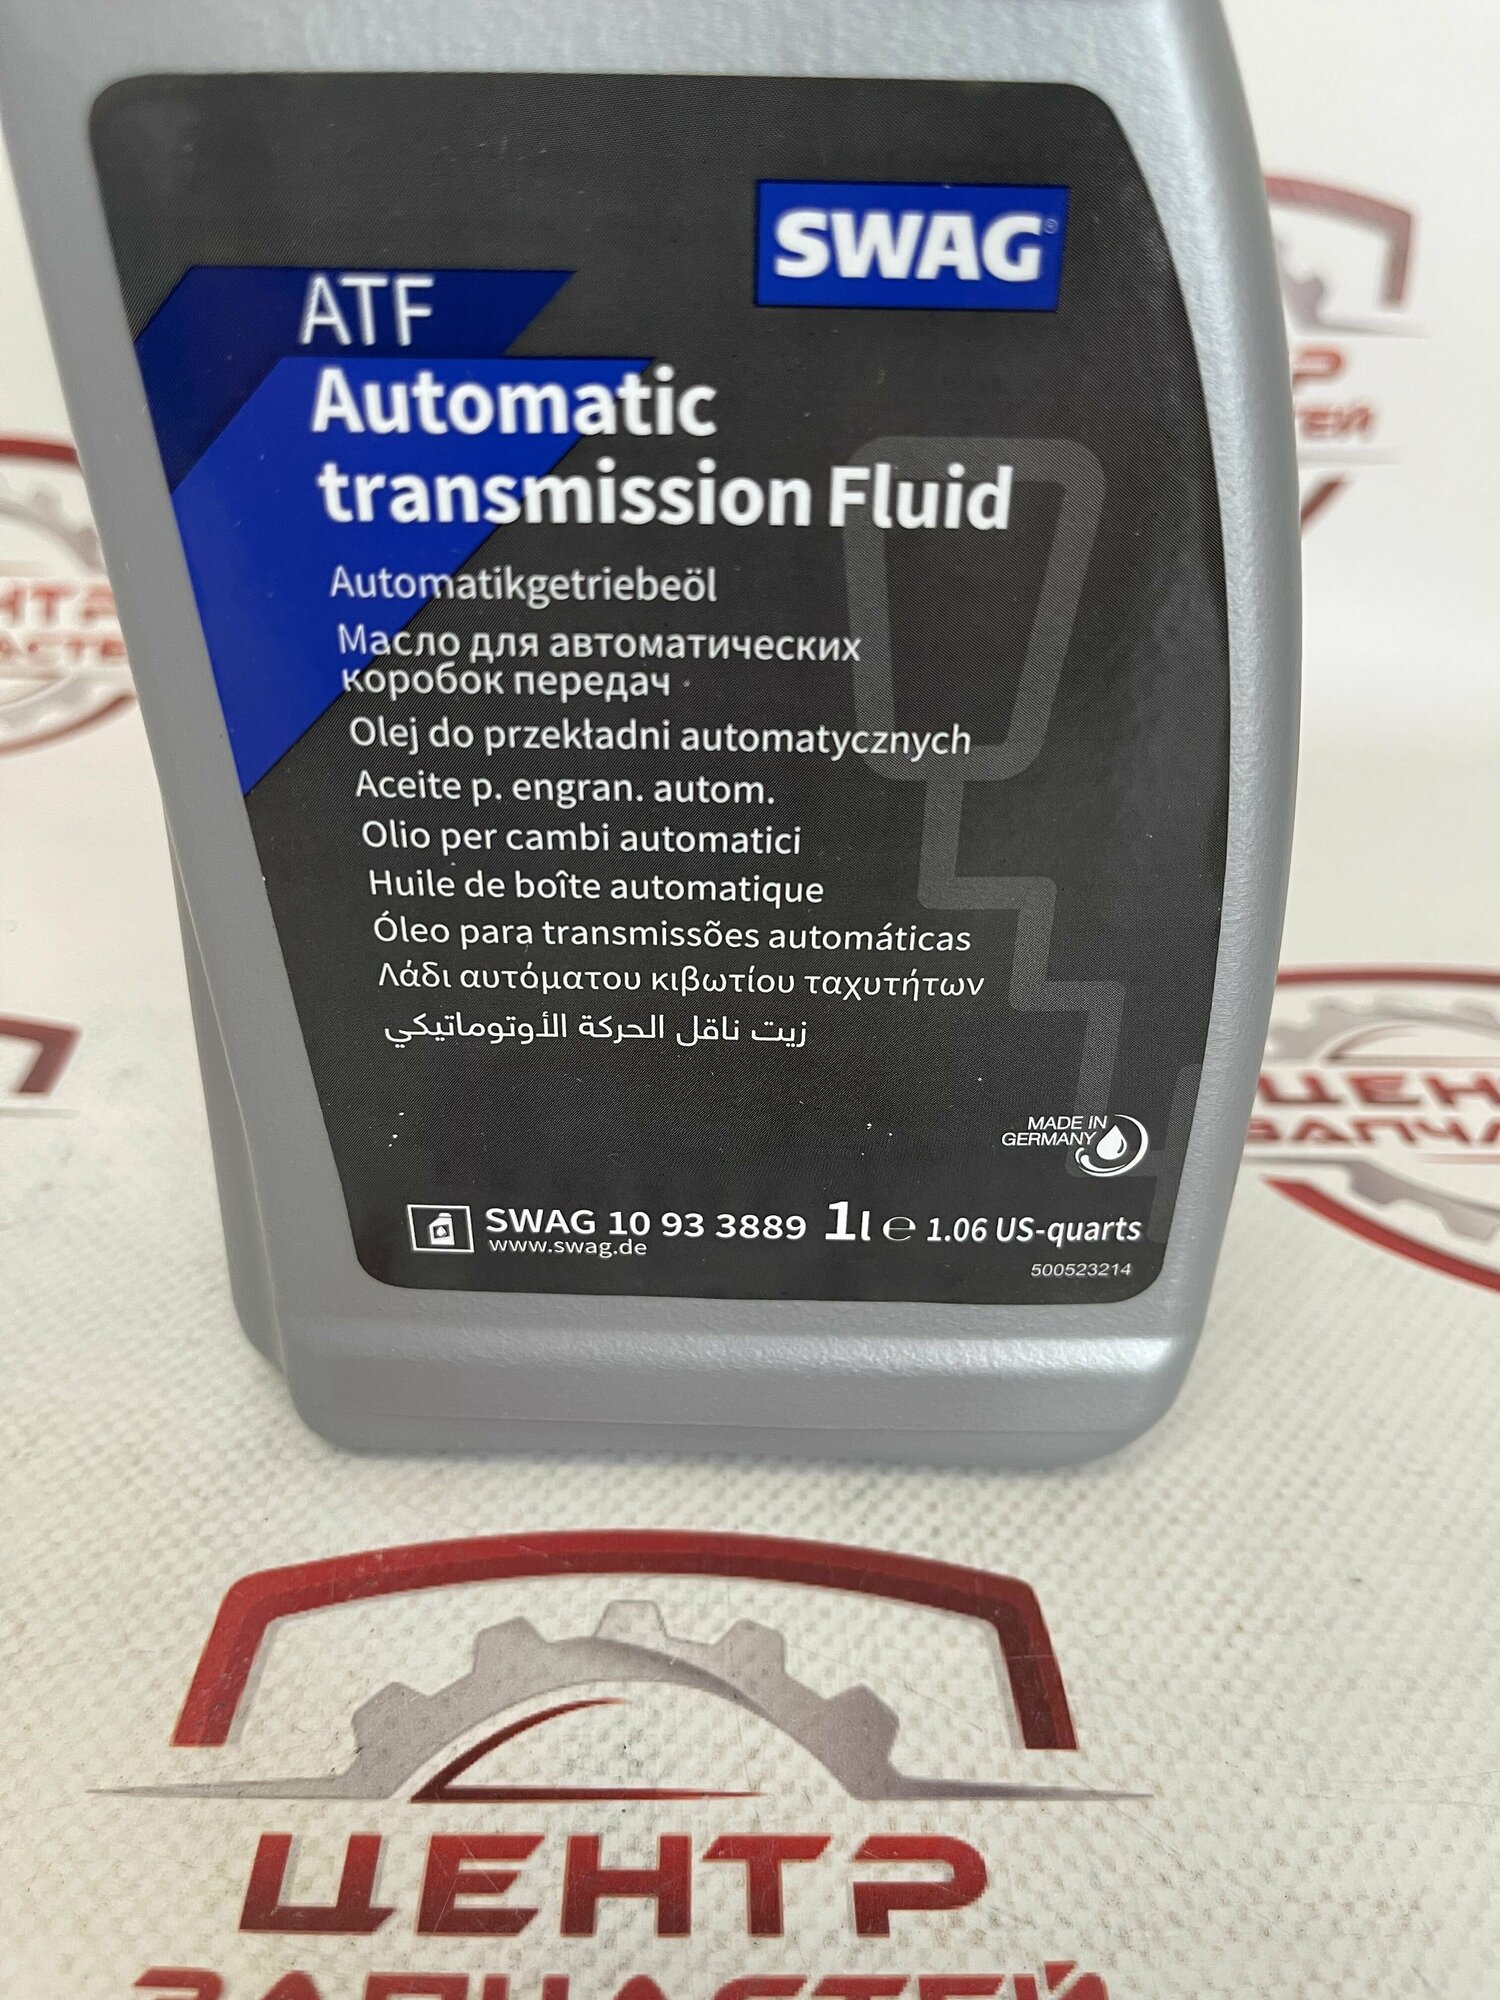 SWAG®
ATF
Automatic
transmission Fluid
Automatikgetriebeöl
Масло для автоматических
коробок передач
Olej do przekładni automatycznych
Aceite p. engran. autom.
Olio per cambi automatici
Huile de boîte automatique
Óleo para transmissões automáticas
Λάδι αυτόματου κιβωτίου ταχυτήτων
زيت ناقل الحركة الأوتوماتيكي
MADE IN
GERMANY
SWAG 10 93 3889 1l ℮ 1.06 US-quarts
www.swag.de
500523214
ЦЕНТР
ЗАПЧАСТЕЙ